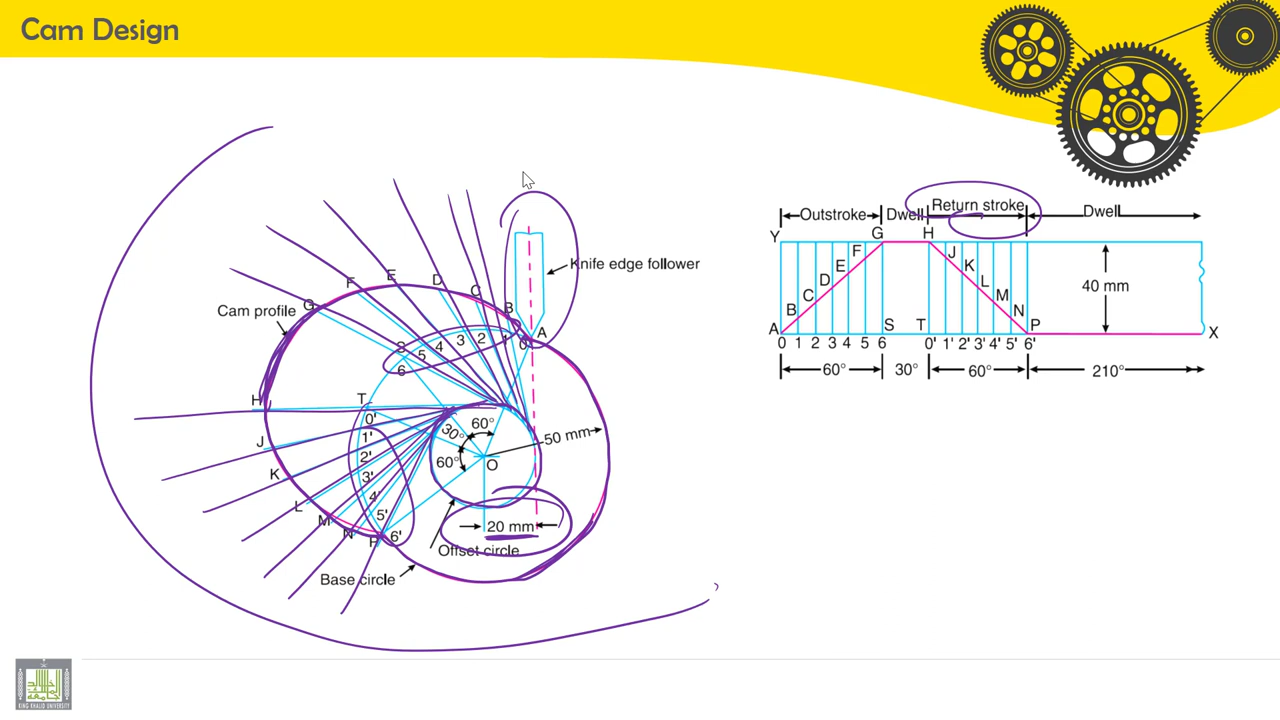 Cam Design
Knife edge follower
Cam profile
G
F
E
D
C
B
A
S
6
5
4
3
2
1
0
H
T
0'
J
1'
K
2'
L
3'
M
4'
N
5'
P
6'
60°
30°
60°
O
50 mm
20 mm
Offset circle
Base circle
Outstroke
Dwell
Return stroke
Dwell
Y
G
H
F
J
E
K
D
L
C
M
B
N
A
S
T
P
X
40 mm
0 1 2 3 4 5 6 0' 1' 2' 3' 4' 5' 6'
60° 30° 60° 210°
KING KHALID UNIVERSITY